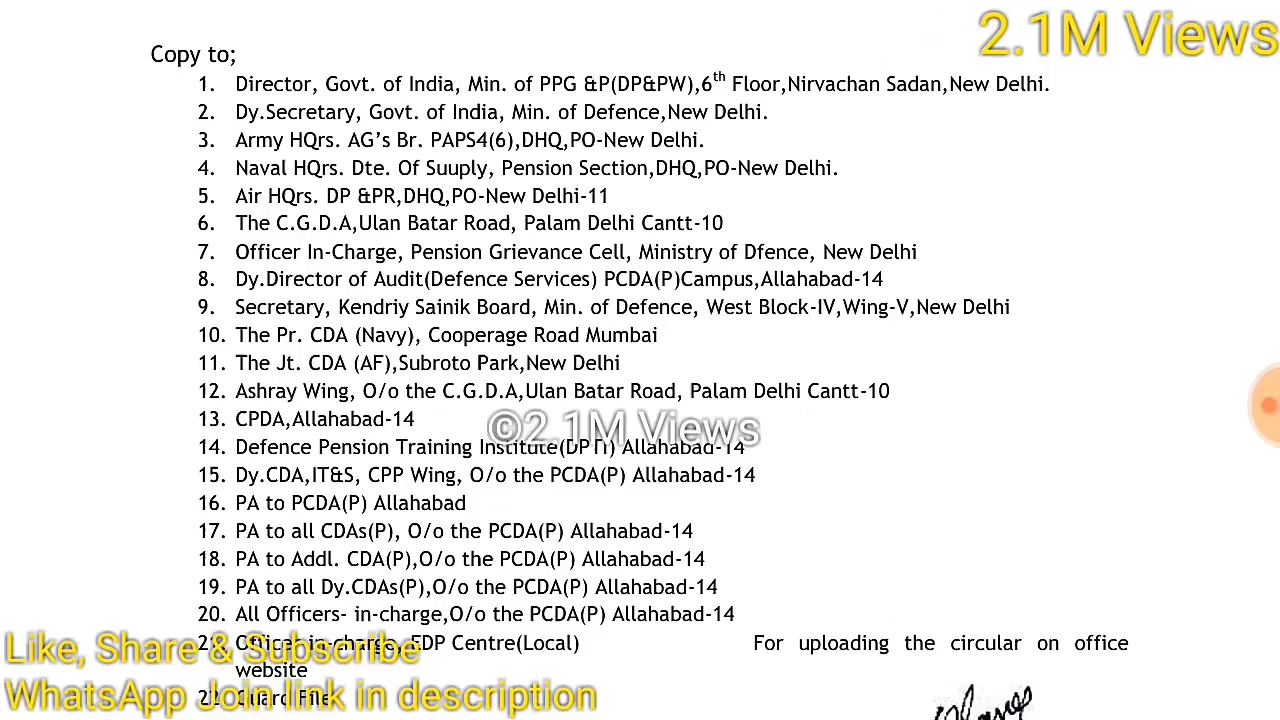 2.1M Views
Copy to;
1. Director, Govt. of India, Min. of PPG &P(DP&PW),6th Floor,Nirvachan Sadan,New Delhi.
2. Dy.Secretary, Govt. of India, Min. of Defence,New Delhi.
3. Army HQrs. AG’s Br. PAPS4(6),DHQ,PO-New Delhi.
4. Naval HQrs. Dte. Of Suuply, Pension Section,DHQ,PO-New Delhi.
5. Air HQrs. DP &PR,DHQ,PO-New Delhi-11
6. The C.G.D.A,Ulan Batar Road, Palam Delhi Cantt-10
7. Officer In-Charge, Pension Grievance Cell, Ministry of Dfence, New Delhi
8. Dy.Director of Audit(Defence Services) PCDA(P)Campus,Allahabad-14
9. Secretary, Kendriy Sainik Board, Min. of Defence, West Block-IV,Wing-V,New Delhi
10. The Pr. CDA (Navy), Cooperage Road Mumbai
11. The Jt. CDA (AF),Subroto Park,New Delhi
12. Ashray Wing, O/o the C.G.D.A,Ulan Batar Road, Palam Delhi Cantt-10
13. CPDA,Allahabad-14
©2.1M Views
14. Defence Pension Training Institute(DPTI) Allahabad-14
15. Dy.CDA,IT&S, CPP Wing, O/o the PCDA(P) Allahabad-14
16. PA to PCDA(P) Allahabad
17. PA to all CDAs(P), O/o the PCDA(P) Allahabad-14
18. PA to Addl. CDA(P),O/o the PCDA(P) Allahabad-14
19. PA to all Dy.CDAs(P),O/o the PCDA(P) Allahabad-14
20. All Officers- in-charge,O/o the PCDA(P) Allahabad-14
21. Officer-in-charge,EDP Centre(Local) For uploading the circular on office
website
Like, Share & Subscribe
22. Guard File
WhatsApp Join link in description